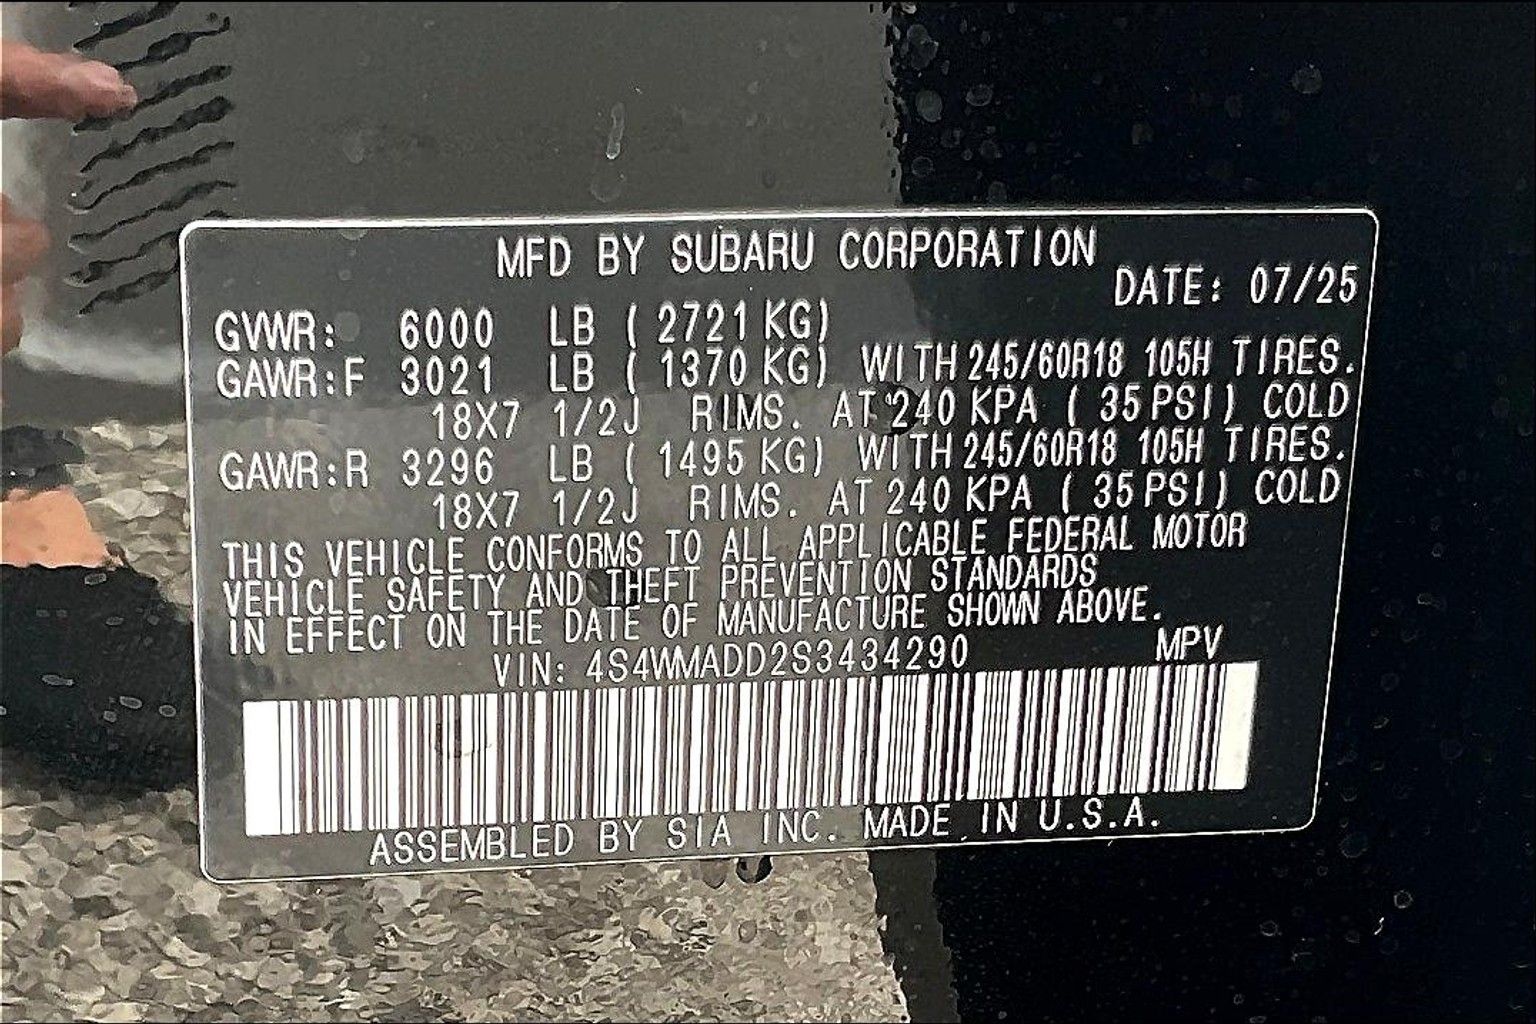 MFD BY SUBARU CORPORATION
DATE: 07/25
GVWR: 6000 LB ( 2721 KG)
GAWR:F 3021 LB ( 1370 KG) WITH 245/60R18 105H TIRES.
18X7 1/2J RIMS. AT 240 KPA ( 35 PSI) COLD
GAWR:R 3296 LB ( 1495 KG) WITH 245/60R18 105H TIRES.
18X7 1/2J RIMS. AT 240 KPA ( 35 PSI) COLD
THIS VEHICLE CONFORMS TO ALL APPLICABLE FEDERAL MOTOR
VEHICLE SAFETY AND THEFT PREVENTION STANDARDS
IN EFFECT ON THE DATE OF MANUFACTURE SHOWN ABOVE.
VIN: 4S4WMADD2S3434290 MPV
ASSEMBLED BY SIA INC. MADE IN U.S.A.